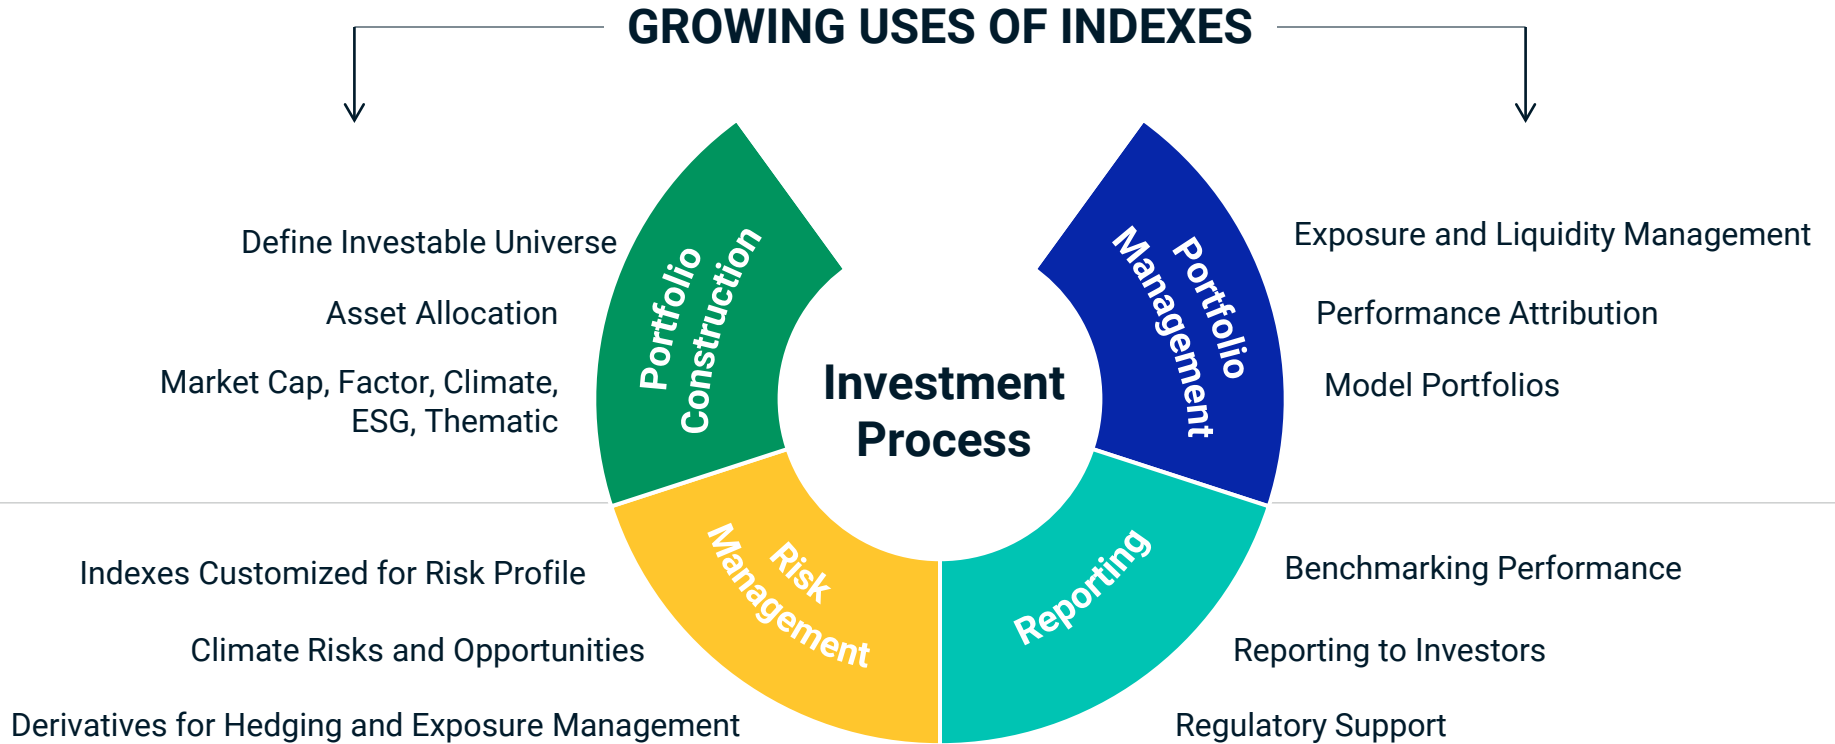 GROWING USES OF INDEXES
Define Investable Universe
Asset Allocation
Market Cap, Factor, Climate,
ESG, Thematic
Portfolio
Construction
Investment
Process
Portfolio
Management
Exposure and Liquidity Management
Performance Attribution
Model Portfolios
Indexes Customized for Risk Profile
Climate Risks and Opportunities
Derivatives for Hedging and Exposure Management
Risk
Management
Reporting
Benchmarking Performance
Reporting to Investors
Regulatory Support